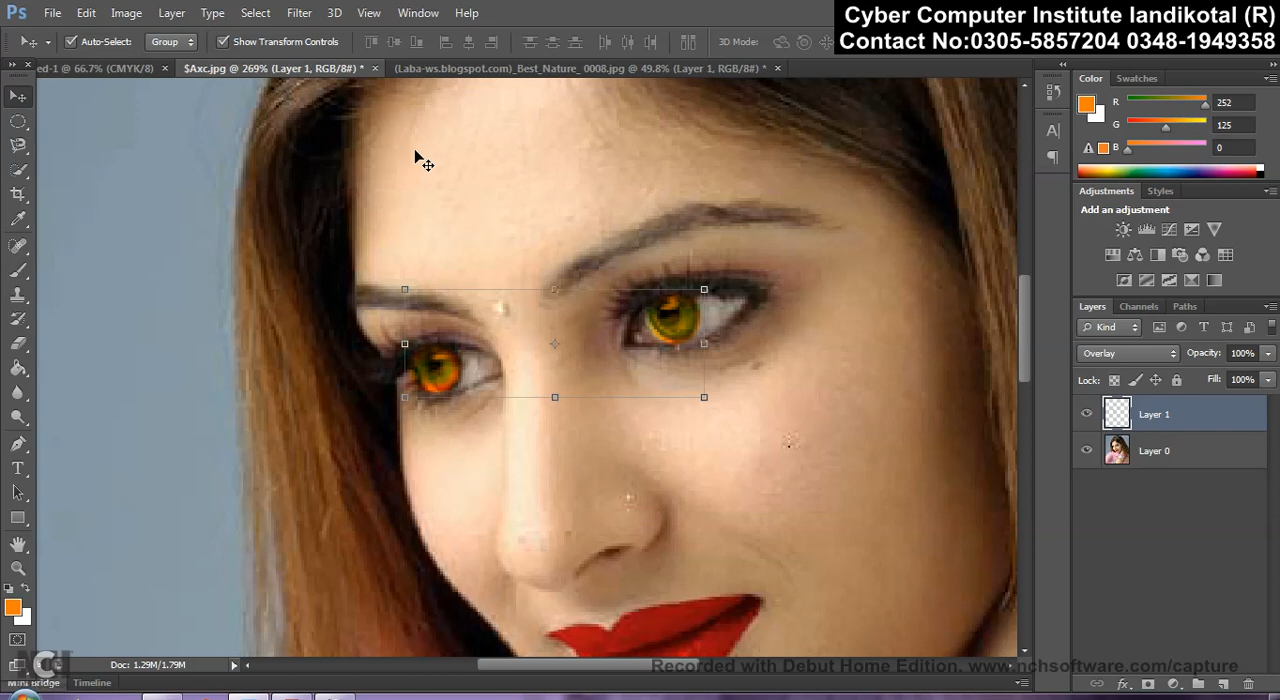 Cyber Computer Institute landikotal (R)
Contact No:0305-5857204 0348-1949358
Ps File Edit Image Layer Type Select Filter 3D View Window Help
Auto-Select: Group Show Transform Controls 3D Mode:
ed-1 @ 66.7% (CMYK/8) × $Axc.jpg @ 269% (Layer 1, RGB/8#) * × (Laba-ws.blogspot.com)_Best_Nature_ 0008.jpg @ 49.8% (Layer 1, RGB/8#) * ×
Color Swatches
R 252
G 125
B 0
Adjustments Styles
Add an adjustment
Layers Channels Paths
Kind
Overlay Opacity: 100%
Lock: Fill: 100%
Layer 1
Layer 0
Doc: 1.29M/1.79M
Recorded with Debut Home Edition. www.nchsoftware.com/capture
Mini Bridge Timeline